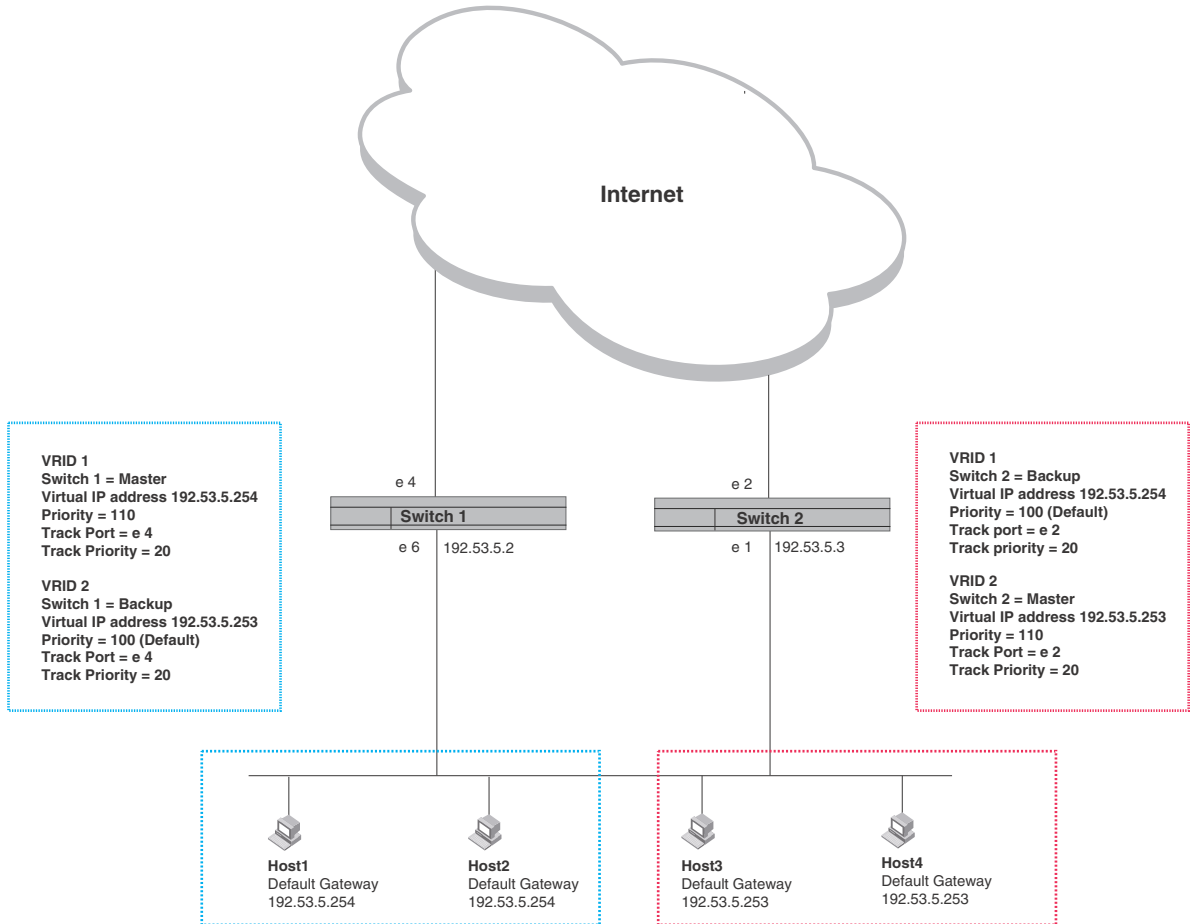 Internet
VRID 1
Switch 1 = Master
Virtual IP address 192.53.5.254
Priority = 110
Track Port = e 4
Track Priority = 20
VRID 2
Switch 1 = Backup
Virtual IP address 192.53.5.253
Priority = 100 (Default)
Track Port = e 4
Track Priority = 20
e 4
Switch 1
e 6
192.53.5.2
e 2
Switch 2
e 1
192.53.5.3
VRID 1
Switch 2 = Backup
Virtual IP address 192.53.5.254
Priority = 100 (Default)
Track port = e 2
Track priority = 20
VRID 2
Switch 2 = Master
Virtual IP address 192.53.5.253
Priority = 110
Track Port = e 2
Track Priority = 20
Host1
Default Gateway
192.53.5.254
Host2
Default Gateway
192.53.5.254
Host3
Default Gateway
192.53.5.253
Host4
Default Gateway
192.53.5.253